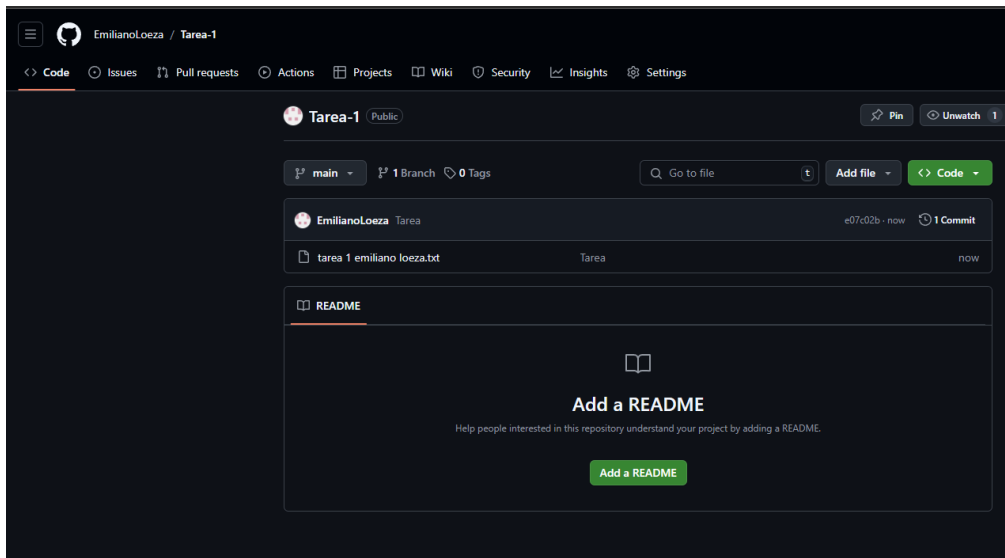 EmilianoLoeza / Tarea-1
<> Code Issues Pull requests Actions Projects Wiki Security Insights Settings
Tarea-1 Public Pin Unwatch 1
main 1 Branch 0 Tags Go to file t Add file <> Code
EmilianoLoeza Tarea e07c02b · now 1 Commit
tarea 1 emiliano loeza.txt Tarea now
README
Add a README
Help people interested in this repository understand your project by adding a README.
Add a README